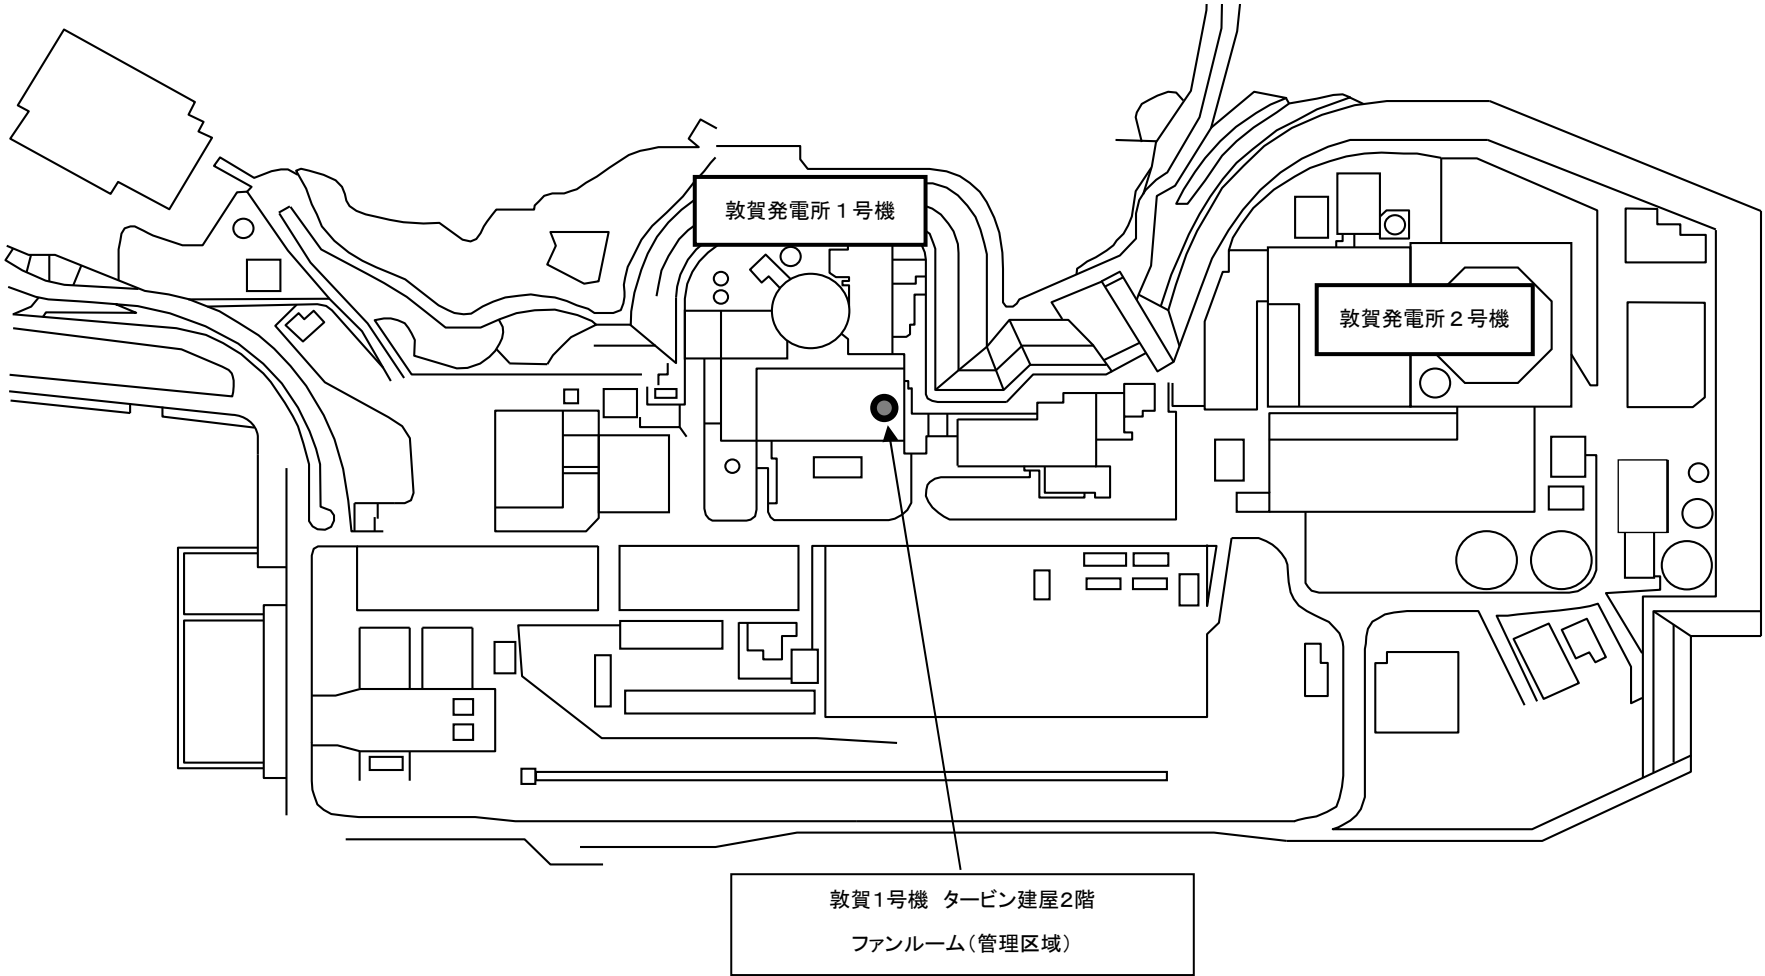 敦賀発電所１号機
敦賀発電所２号機
敦賀1号機　タービン建屋2階
ファンルーム（管理区域）